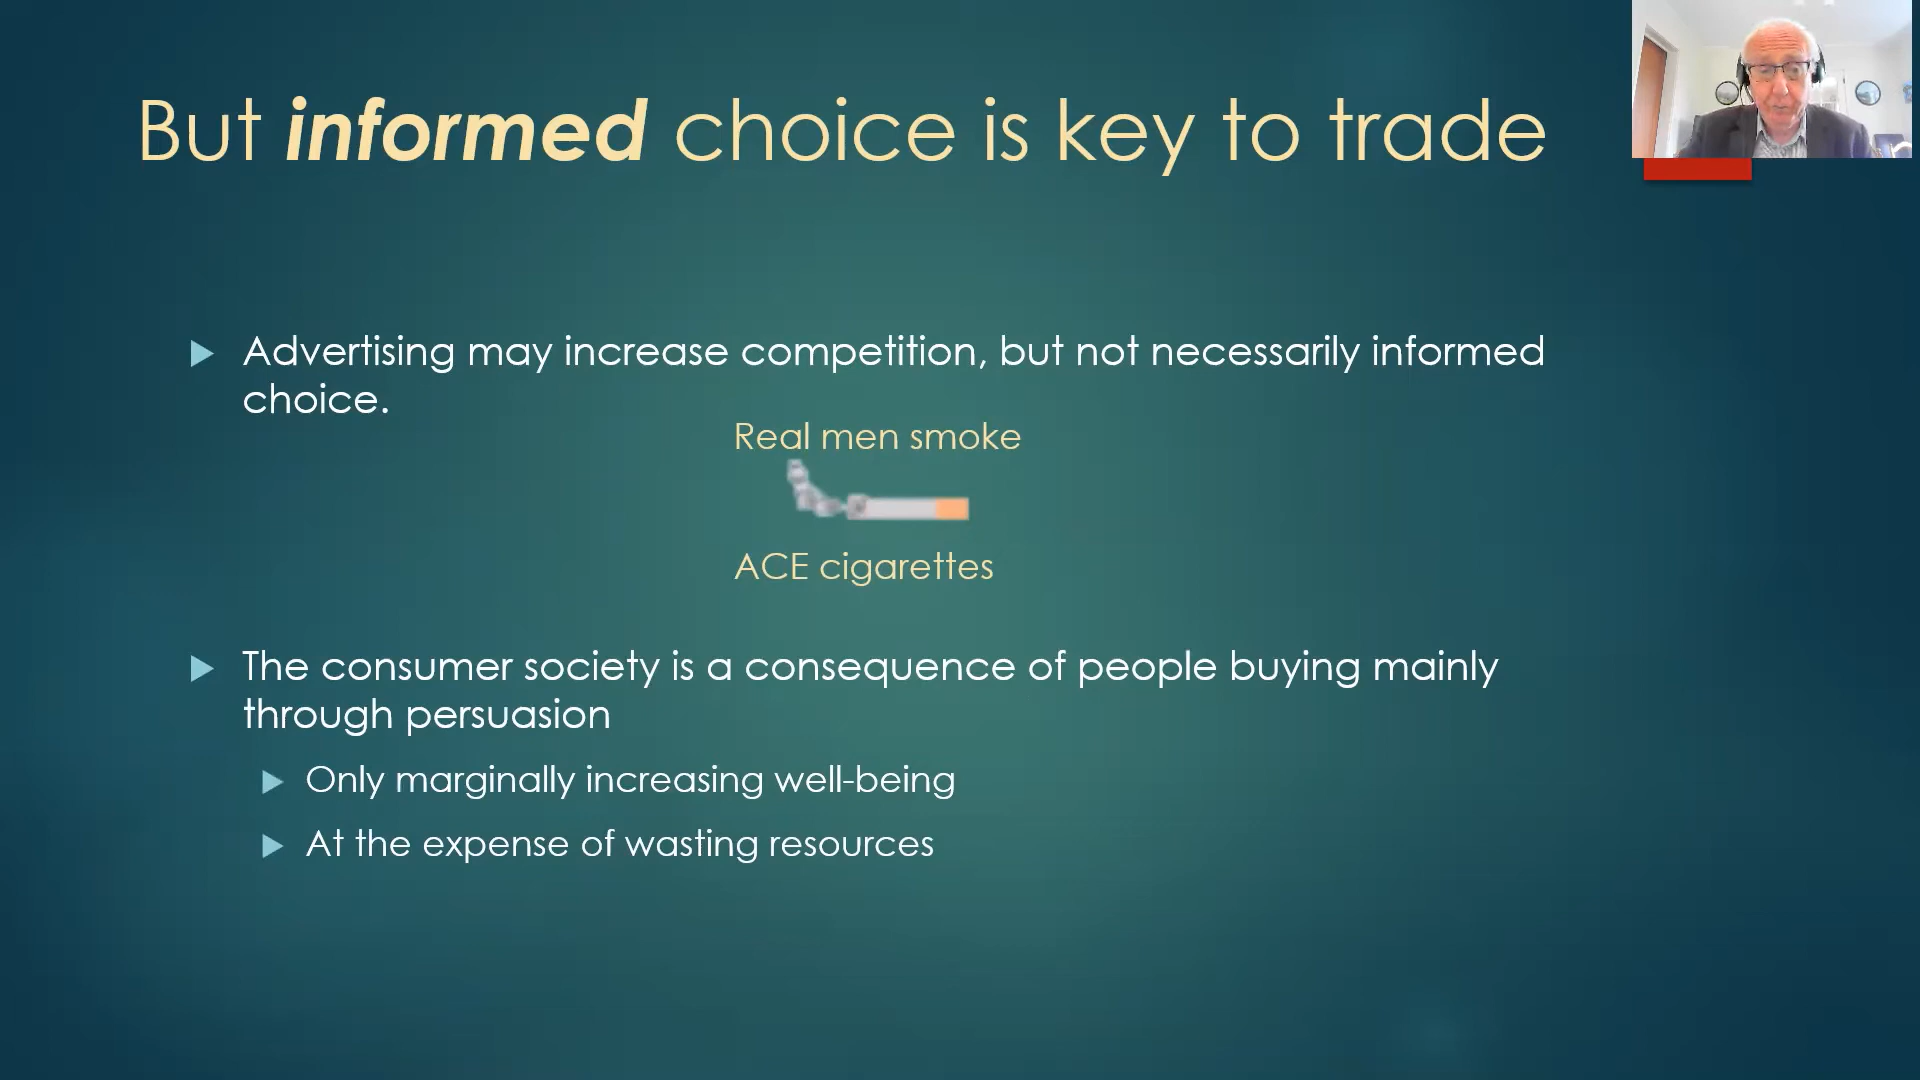 But informed choice is key to trade
Advertising may increase competition, but not necessarily informed
choice.
Real men smoke
ACE cigarettes
The consumer society is a consequence of people buying mainly
through persuasion
Only marginally increasing well-being
At the expense of wasting resources